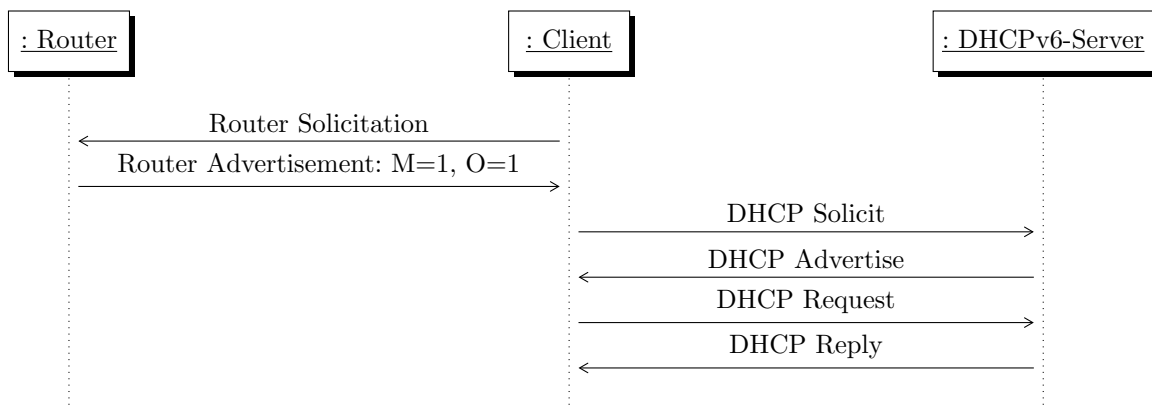 : Router
: Client
: DHCPv6-Server
Router Solicitation
Router Advertisement: M=1, O=1
DHCP Solicit
DHCP Advertise
DHCP Request
DHCP Reply